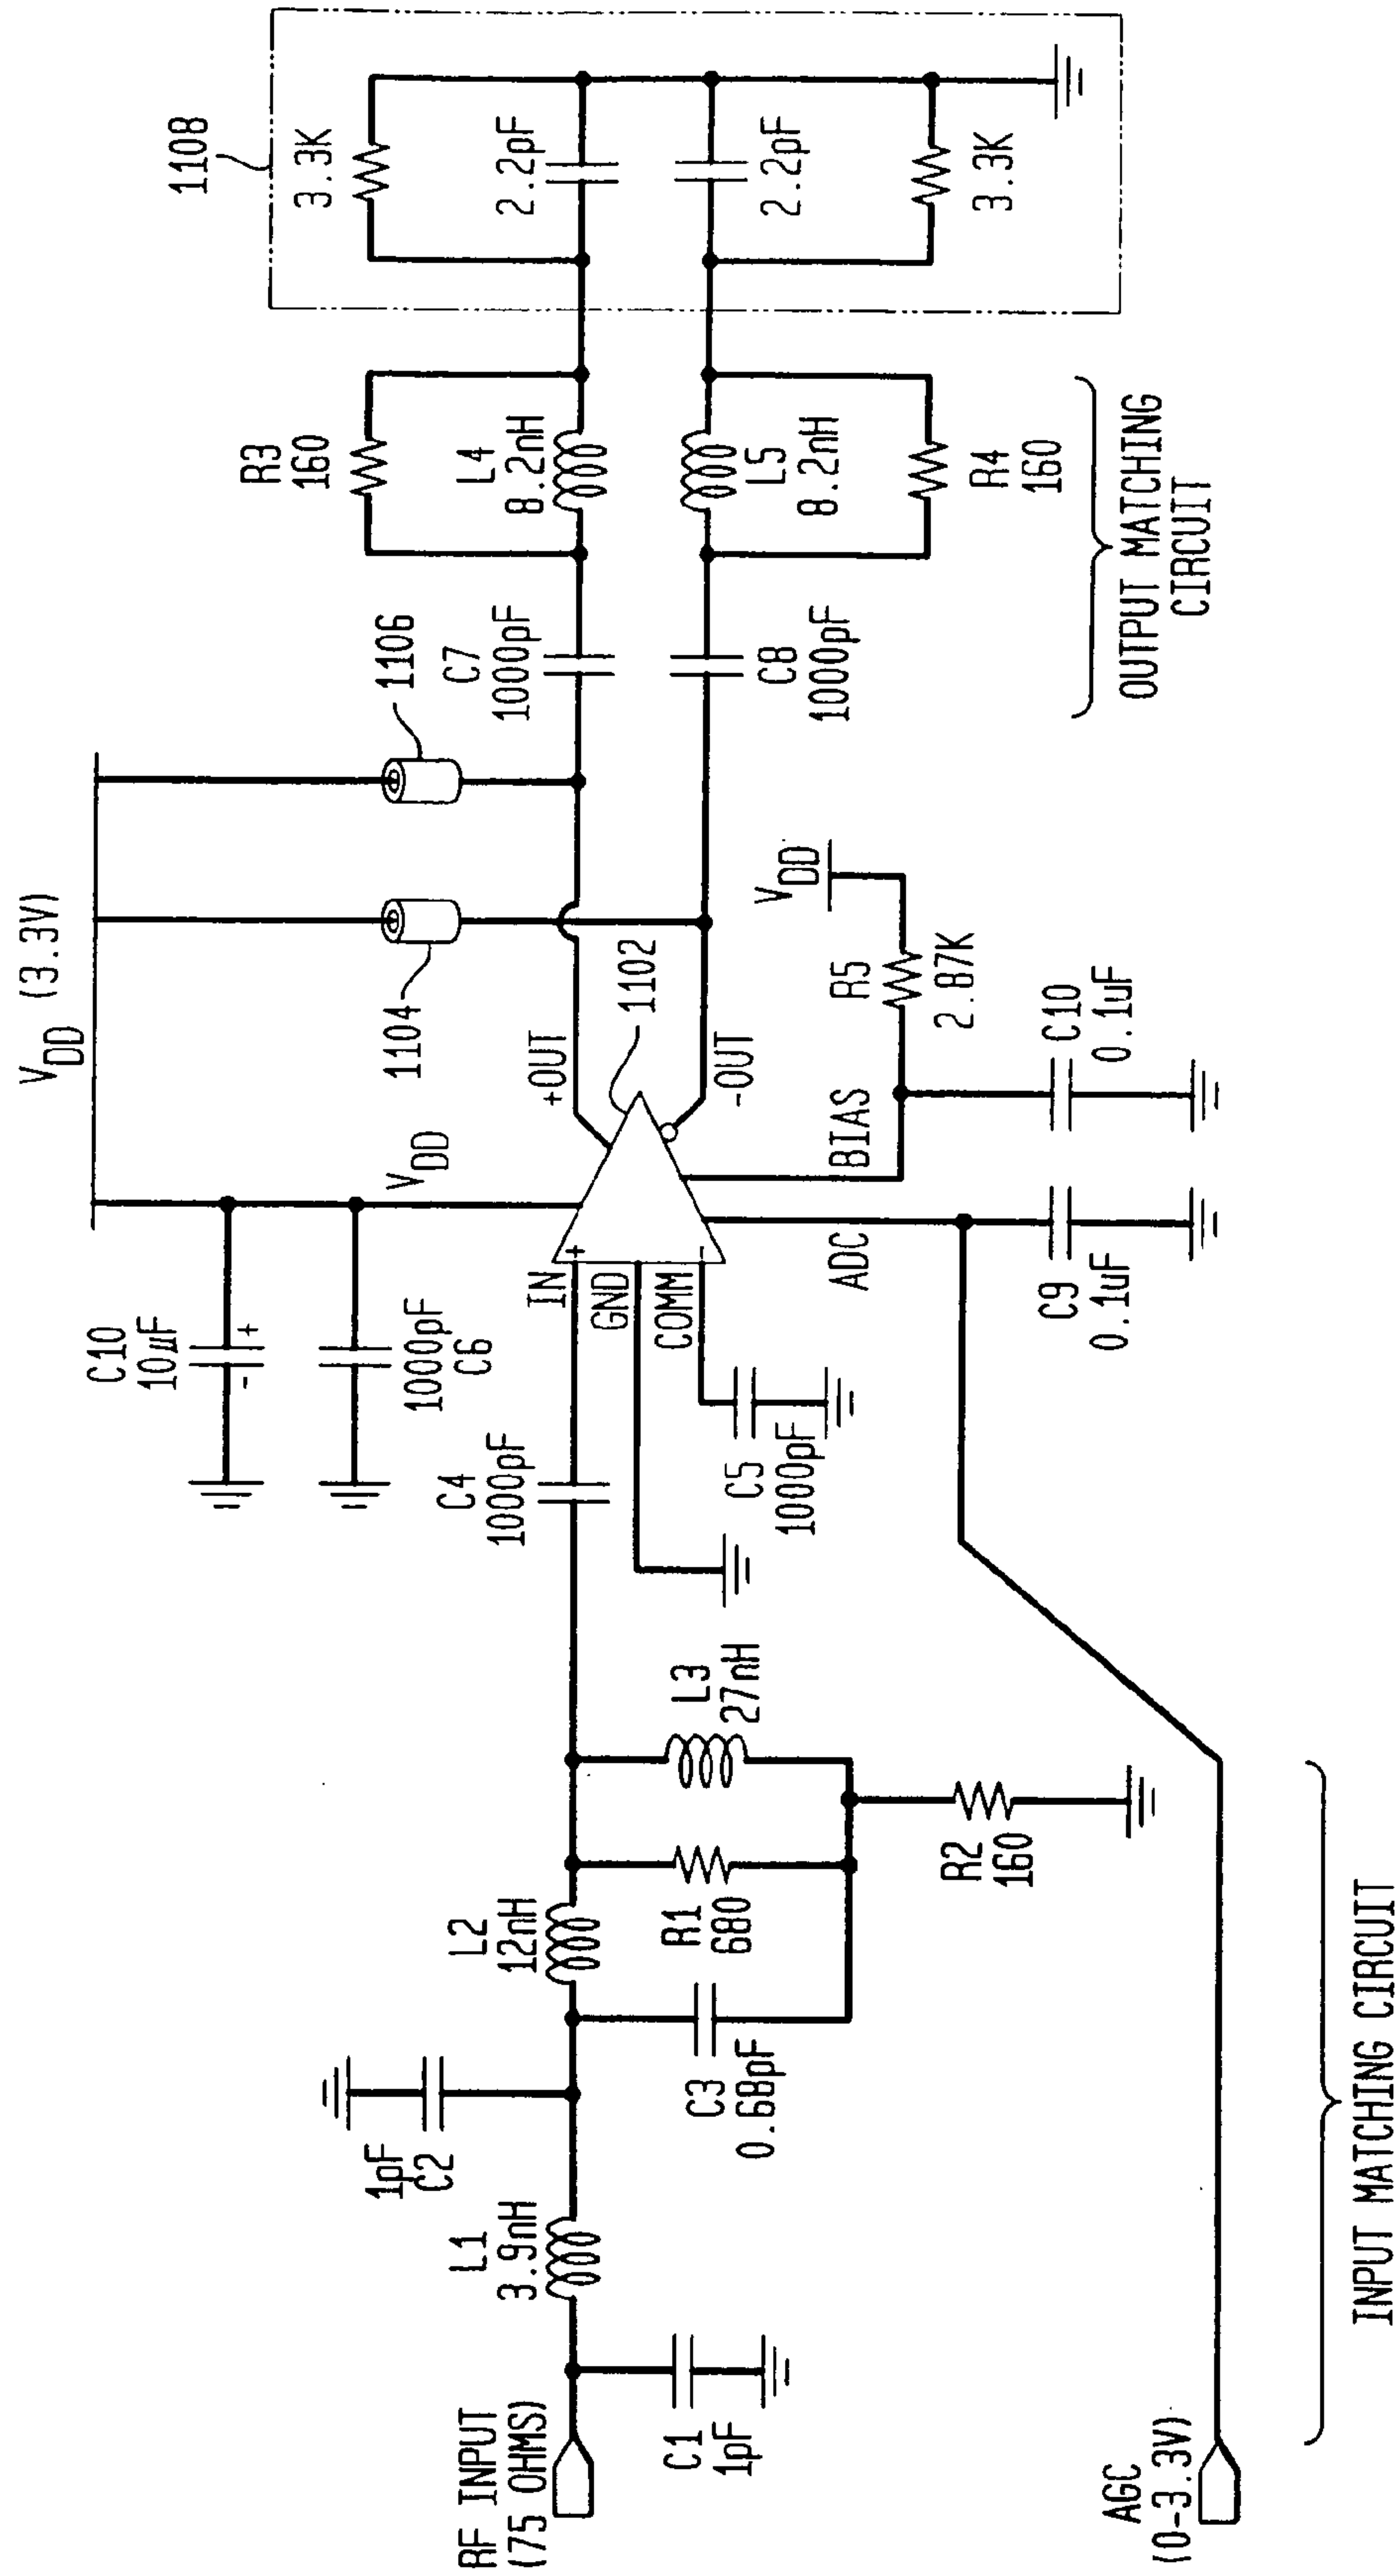 RF INPUT
(75 OHMS)
C1
1pF
L1
3.9nH
1pF
C2
C3
0.68pF
L2
12nH
R1
680
L3
27nH
R2
160
AGC
(0-3.3V)
INPUT MATCHING CIRCUIT
C4
1000pF
C5
1000pF
C10
10µF
-
+
1000pF
C6
VDD (3.3V)
VDD
IN
+
GND
COMM
-
ADC
BIAS
C9
0.1uF
C10
0.1uF
R5
2.87K
VDD
+OUT
-OUT
1102
1104
1106
C7
1000pF
C8
1000pF
R3
160
L4
8.2nH
L5
8.2nH
R4
160
OUTPUT MATCHING
CIRCUIT
1108
3.3K
2.2pF
2.2pF
3.3K